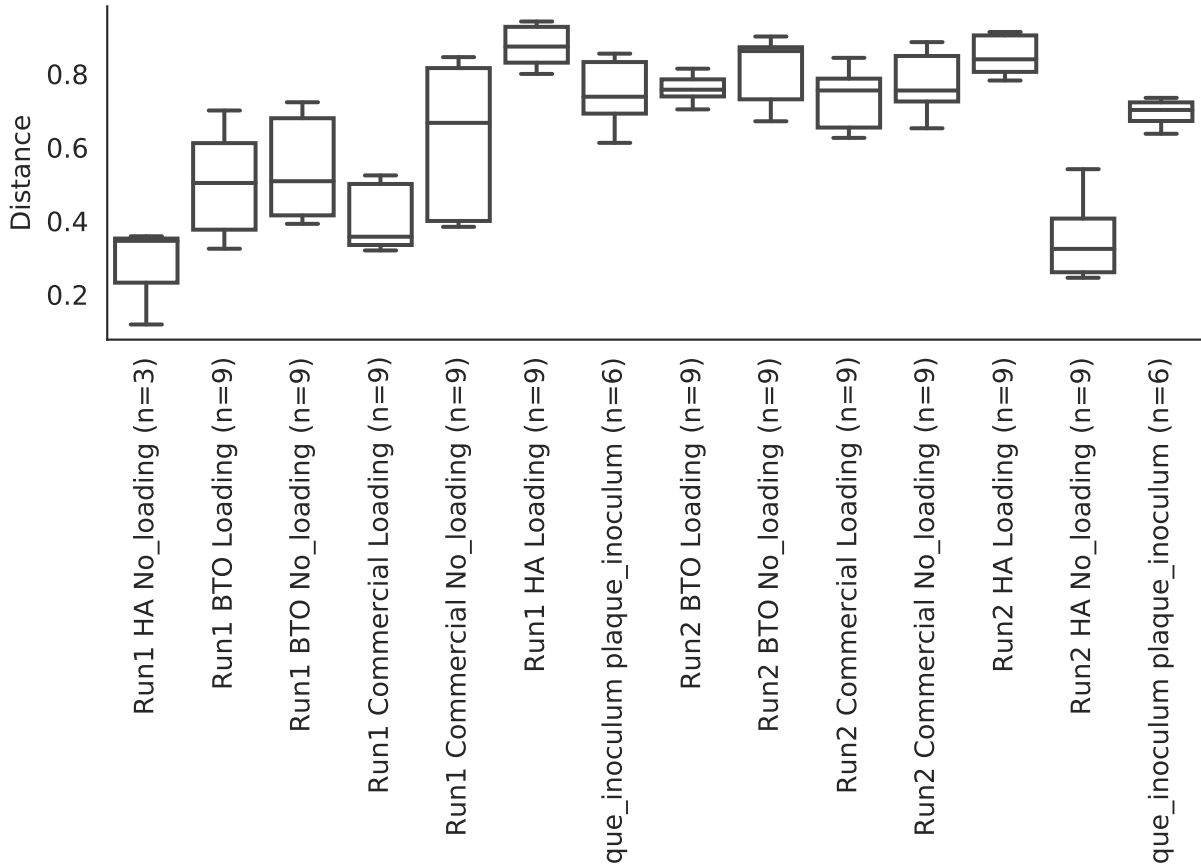 Distance
0.8
0.6
0.4
0.2
Run1 HA No_loading (n=3)
Run1 BTO Loading (n=9)
Run1 BTO No_loading (n=9)
Run1 Commercial Loading (n=9)
Run1 Commercial No_loading (n=9)
Run1 HA Loading (n=9)
que_inoculum plaque_inoculum (n=6)
Run2 BTO Loading (n=9)
Run2 BTO No_loading (n=9)
Run2 Commercial Loading (n=9)
Run2 Commercial No_loading (n=9)
Run2 HA Loading (n=9)
Run2 HA No_loading (n=9)
que_inoculum plaque_inoculum (n=6)